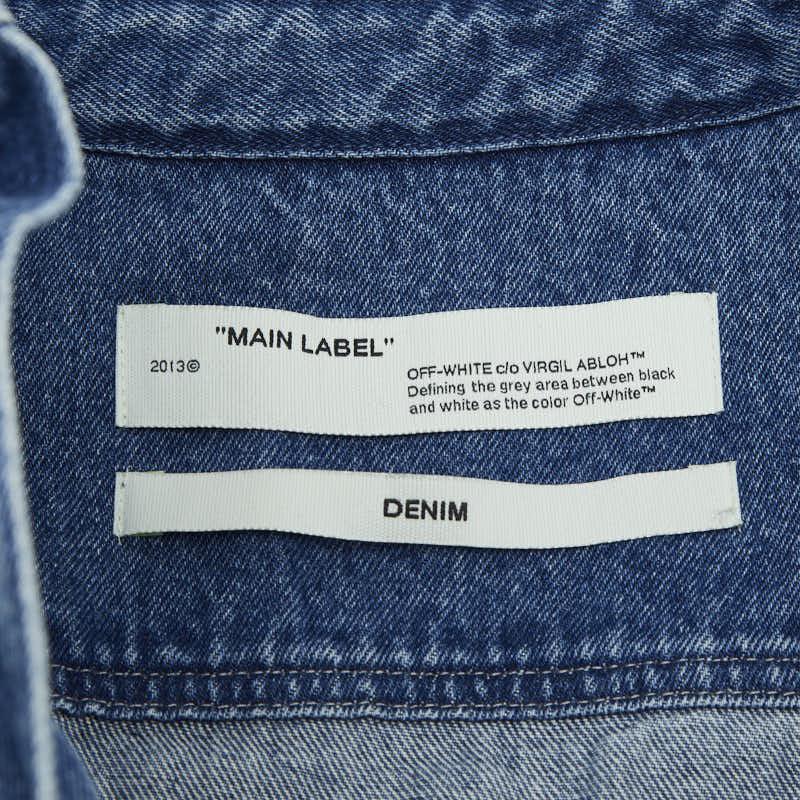 "MAIN LABEL"
2013©
OFF-WHITE c/o VIRGIL ABLOH™
Defining the grey area between black
and white as the color Off-White™
DENIM